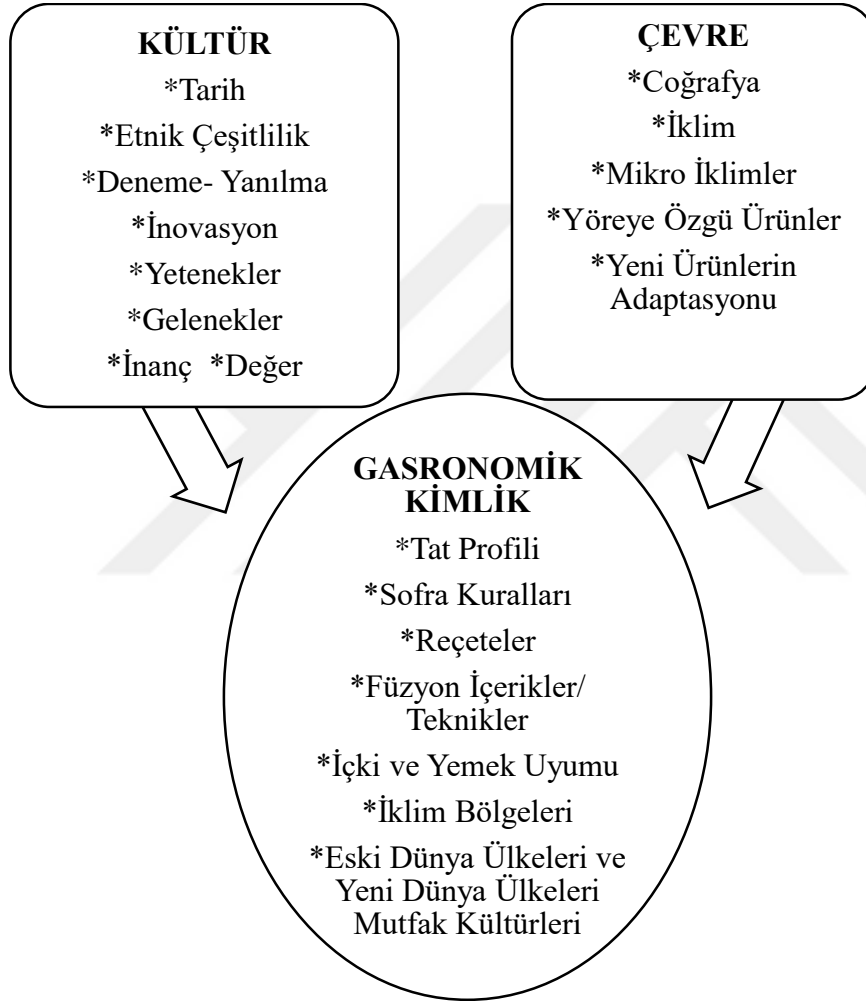 KÜLTÜR
*Tarih
*Etnik Çeşitlilik
*Deneme- Yanılma
*İnovasyon
*Yetenekler
*Gelenekler
*İnanç *Değer
ÇEVRE
*Coğrafya
*İklim
*Mikro İklimler
*Yöreye Özgü Ürünler
*Yeni Ürünlerin
Adaptasyonu
GASRONOMİK
KİMLİK
*Tat Profili
*Sofra Kuralları
*Reçeteler
*Füzyon İçerikler/
Teknikler
*İçki ve Yemek Uyumu
*İklim Bölgeleri
*Eski Dünya Ülkeleri ve
Yeni Dünya Ülkeleri
Mutfak Kültürleri